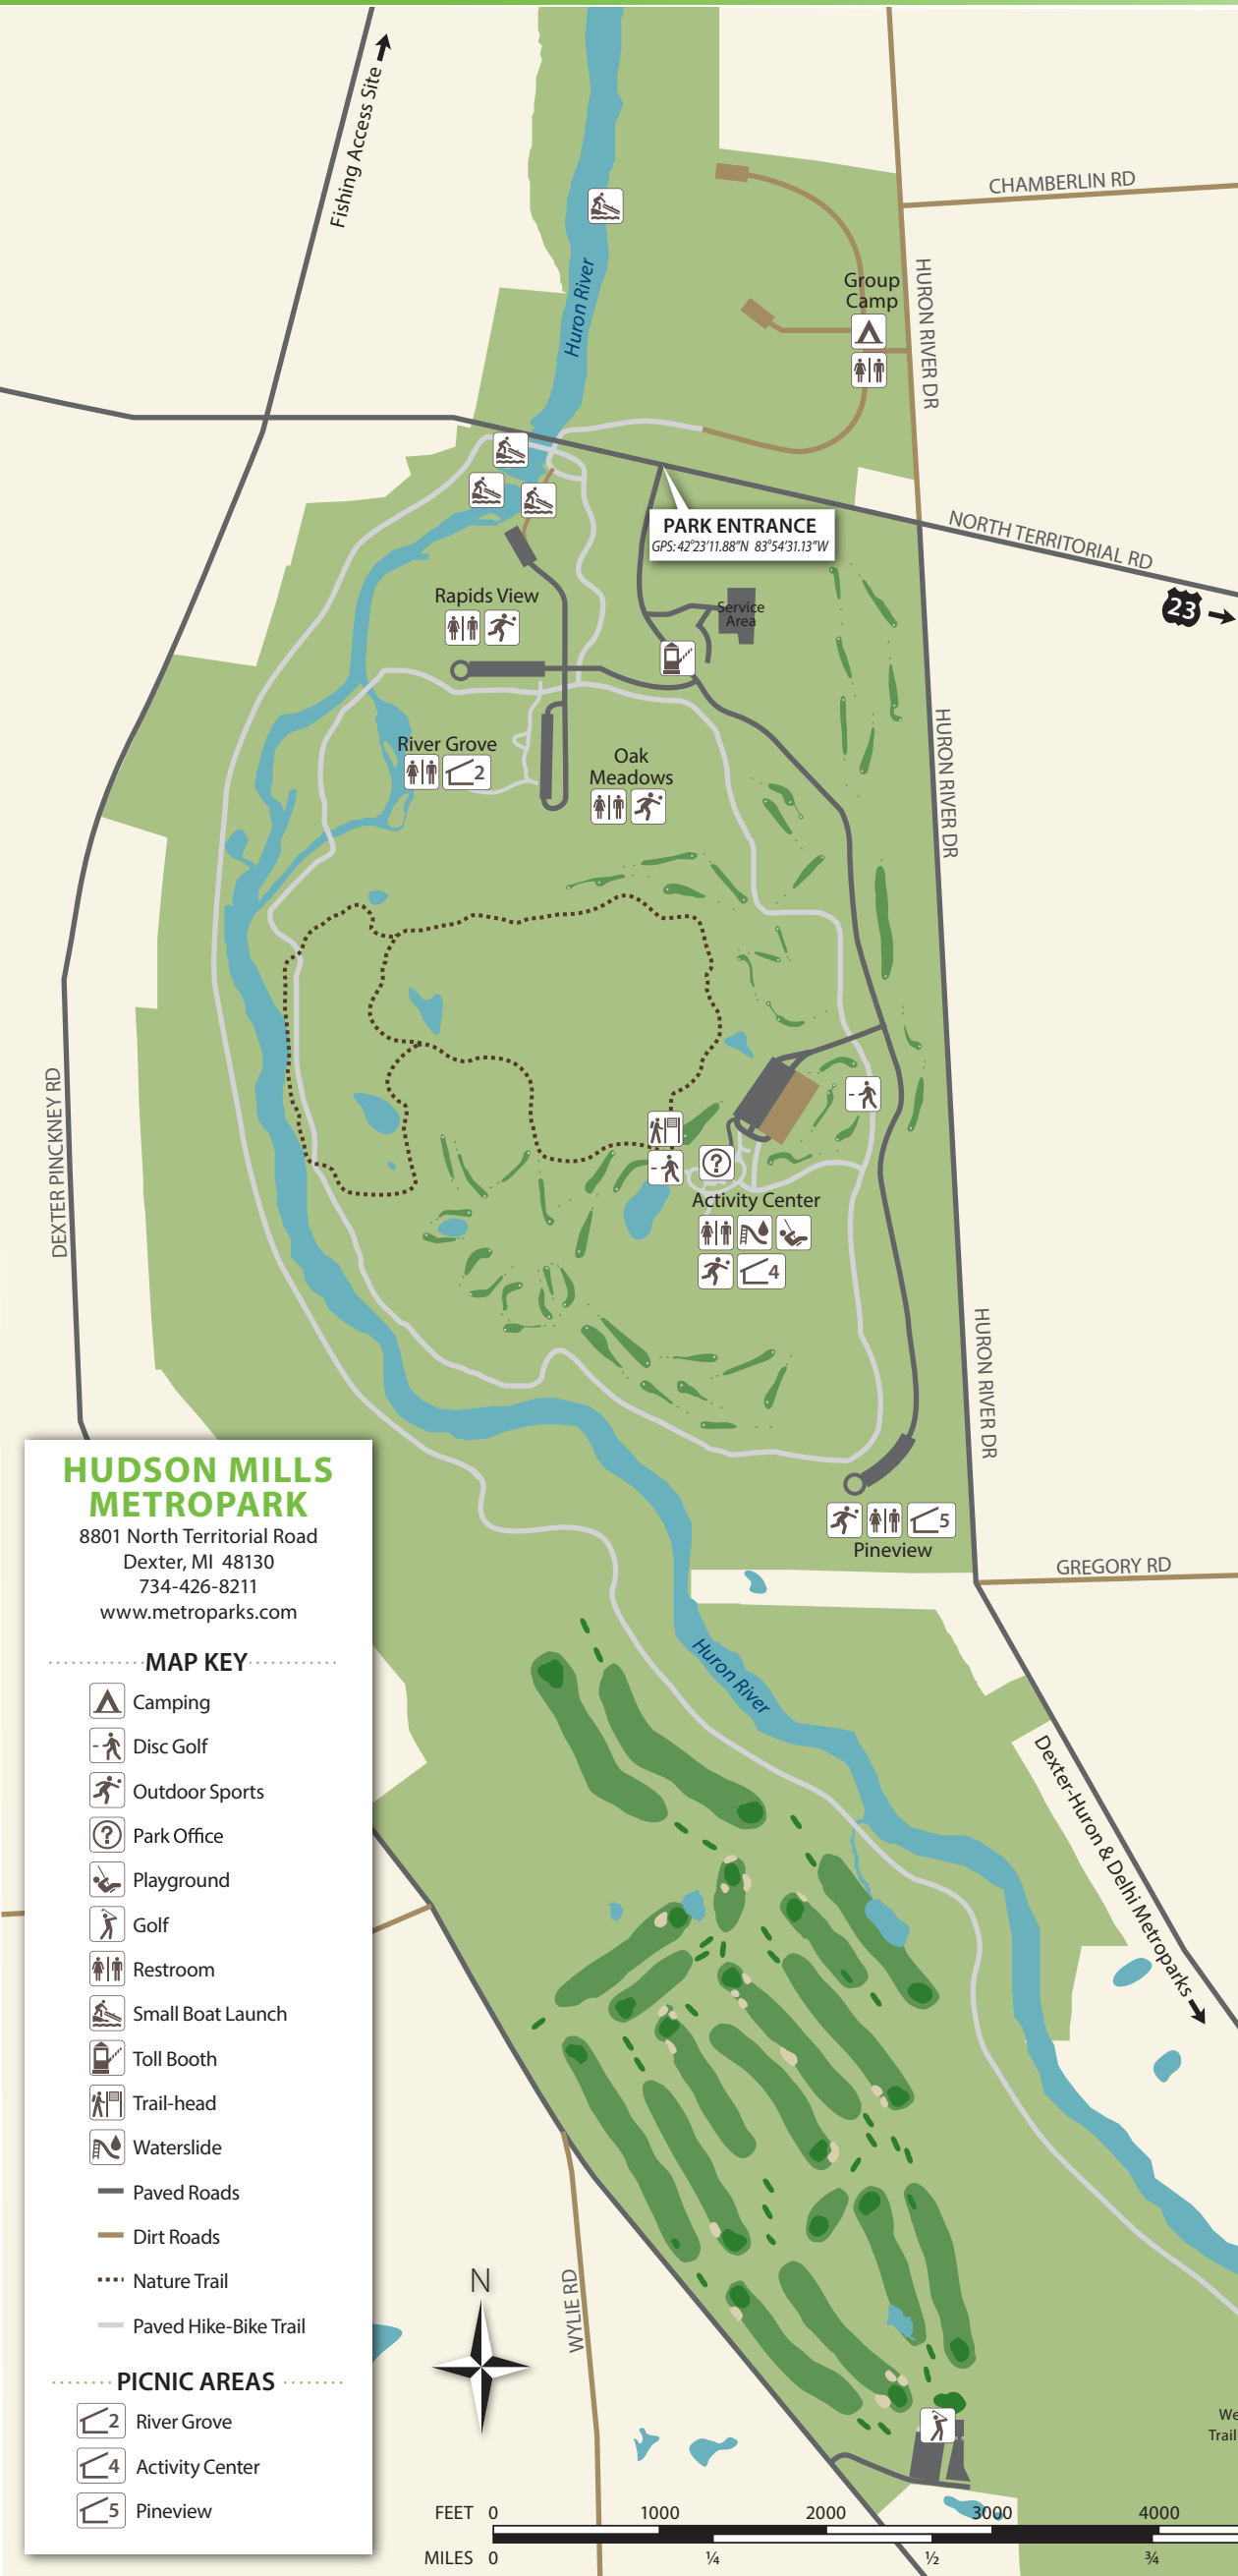 Fishing Access Site
CHAMBERLIN RD
Huron River
Group
Camp
HURON RIVER DR
PARK ENTRANCE
GPS: 42°23'11.88"N 83°54'31.13"W
NORTH TERRITORIAL RD
23
Rapids View
Service
Area
HURON RIVER DR
River Grove
2
Oak
Meadows
DEXTER PINCKNEY RD
?
Activity Center
4
HURON RIVER DR
5
Pineview
GREGORY RD
Huron River
Dexter-Huron & Delhi Metroparks
HUDSON MILLS
METROPARK
8801 North Territorial Road
Dexter, MI 48130
734-426-8211
www.metroparks.com
MAP KEY
Camping
Disc Golf
Outdoor Sports
? Park Office
Playground
Golf
Restroom
Small Boat Launch
Toll Booth
Trail-head
Waterslide
Paved Roads
Dirt Roads
Nature Trail
Paved Hike-Bike Trail
PICNIC AREAS
2 River Grove
4 Activity Center
5 Pineview
N
WYLIE RD
We
Trail
FEET 0 1000 2000 3000 4000
MILES 0 ¼ ½ ¾